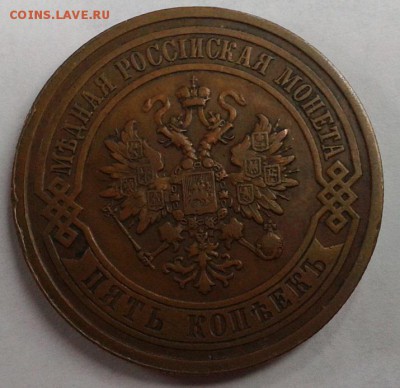 COINS.LAVE.RU
МѢДНАЯ РОССІЙСКАЯ МОНЕТА
ПЯТЬ КОПѢЕКЪ